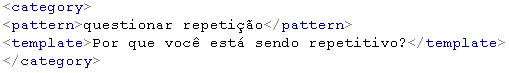 <category>
<pattern>questionar repetição</pattern>
<template>Por que você está sendo repetitivo?</template>
</category>